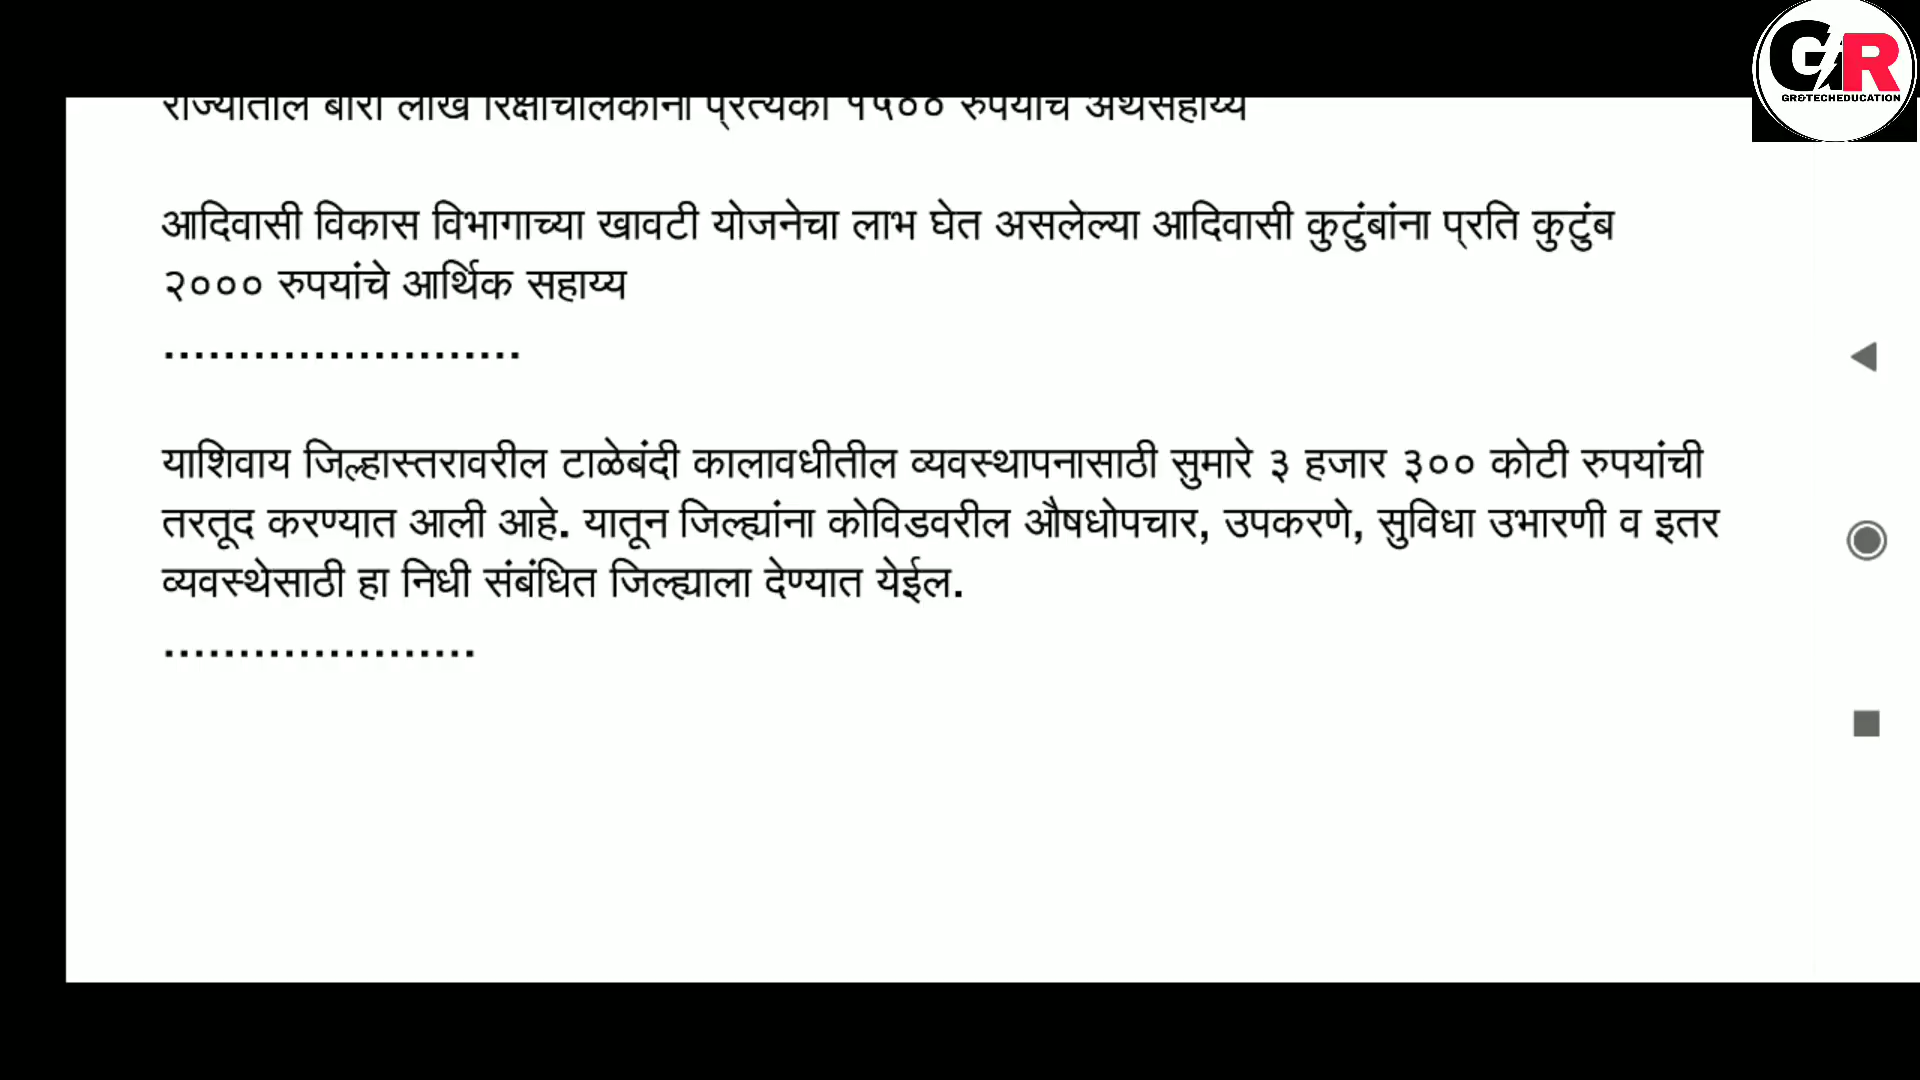 GR
GR&TECHEDUCATION
राज्यातील बारा लाख रिक्षाचालकांना प्रत्येकी १५०० रुपयांचे अर्थसहाय्य
आदिवासी विकास विभागाच्या खावटी योजनेचा लाभ घेत असलेल्या आदिवासी कुटुंबांना प्रति कुटुंब
२००० रुपयांचे आर्थिक सहाय्य
........................
याशिवाय जिल्हास्तरावरील टाळेबंदी कालावधीतील व्यवस्थापनासाठी सुमारे ३ हजार ३०० कोटी रुपयांची
तरतूद करण्यात आली आहे. यातून जिल्ह्यांना कोविडवरील औषधोपचार, उपकरणे, सुविधा उभारणी व इतर
व्यवस्थेसाठी हा निधी संबंधित जिल्ह्याला देण्यात येईल.
.....................